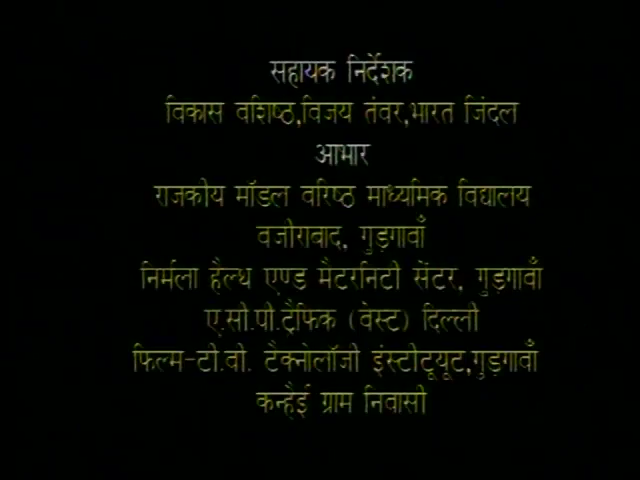 सहायक निर्देशक
विकास वशिष्ठ,विजय तंवर,भारत जिंदल
आभार
राजकीय मॉडल वरिष्ठ माध्यमिक विद्यालय
वजीराबाद, गुड़गावाँ
निर्मला हैल्थ एण्ड मैटरनिटी सेंटर, गुड़गावाँ
ए.सी.पी.ट्रैफिक (वेस्ट) दिल्ली
फिल्म-टी.वी. टैक्नोलॉजी इंस्टीटूयूट,गुड़गावाँ
कन्हैई ग्राम निवासी